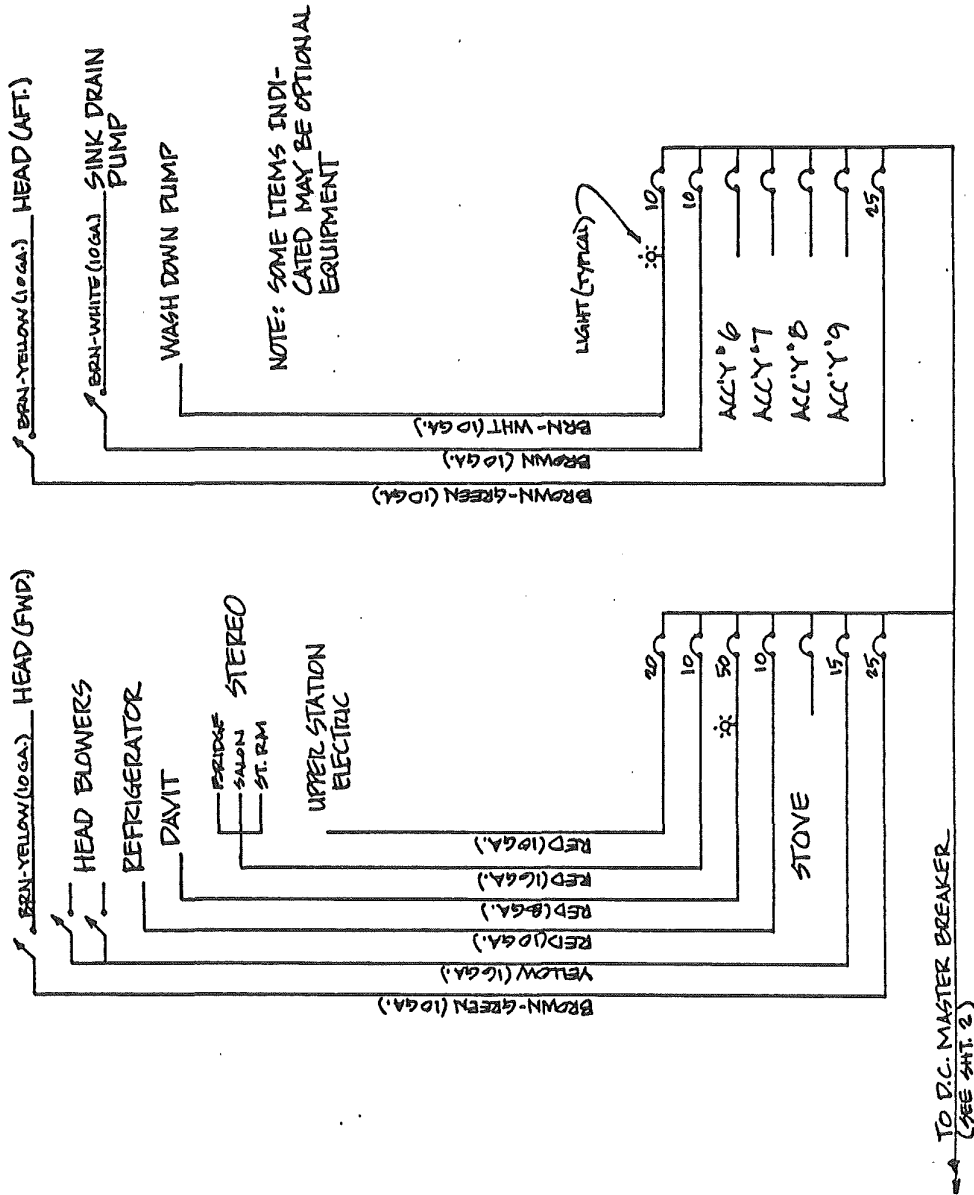 BRN-YELLOW (10GA.) HEAD (FWD.)
HEAD BLOWERS
REFRIGERATOR
DAVIT
BRIDGE
SALON
ST. RM
STEREO
UPPER STATION
ELECTRIC
RED (10GA.)
RED (16GA.)
RED (8GA.)
RED (10GA.)
YELLOW (16GA.)
BROWN-GREEN (10GA.)
20
10
50
10
15
25
STOVE
BRN-YELLOW (10GA.) HEAD (AFT.)
BRN-WHITE (10GA.) SINK DRAIN
PUMP
WASH DOWN PUMP
NOTE: SOME ITEMS INDI-
CATED MAY BE OPTIONAL
EQUIPMENT
BRN-WHT (10 GA.)
BROWN (10GA.)
BROWN-GREEN (10GA.)
LIGHT (TYPICAL)
10
10
ACC'Y #6
ACC'Y #7
ACC'Y #8
ACC'Y #9
25
TO D.C. MASTER BREAKER
(SEE SHT. 2)